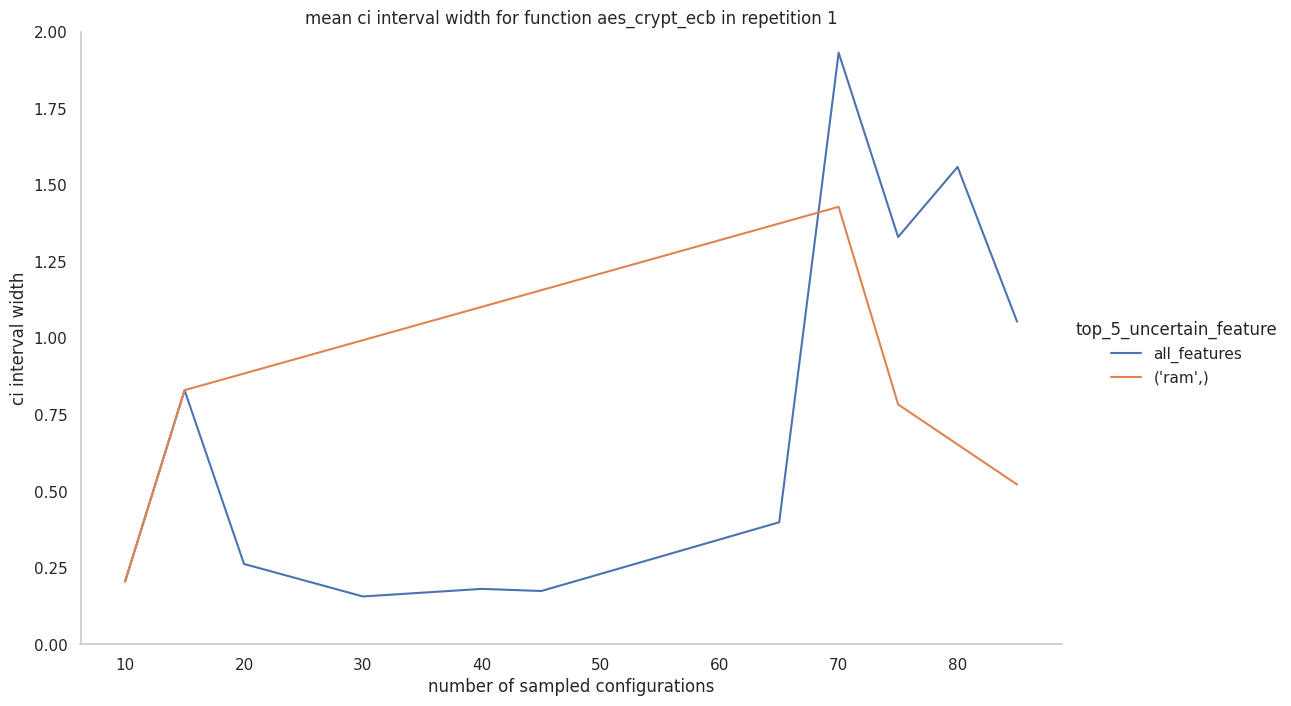 mean ci interval width for function aes_crypt_ecb in repetition 1
2.00
1.75
1.50
1.25
1.00
0.75
0.50
0.25
0.00
ci interval width
10 20 30 40 50 60 70 80
number of sampled configurations
top_5_uncertain_feature
all_features
('ram',)